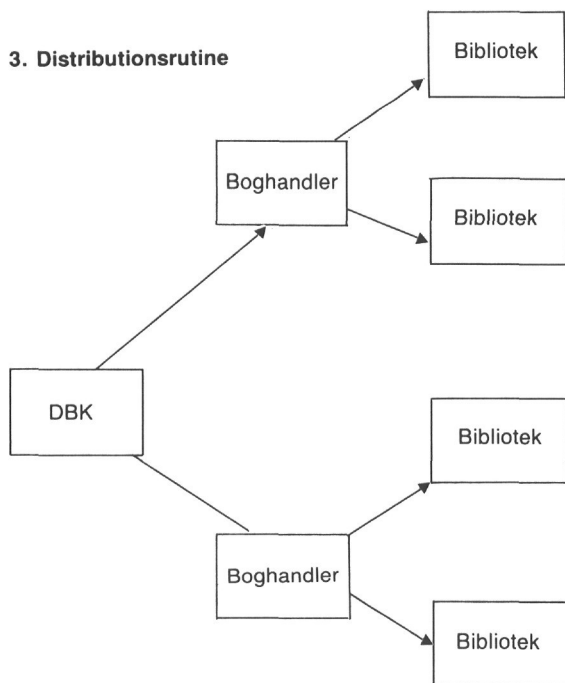 3. Distributionsrutine
Bibliotek
Boghandler
Bibliotek
DBK
Bibliotek
Boghandler
Bibliotek